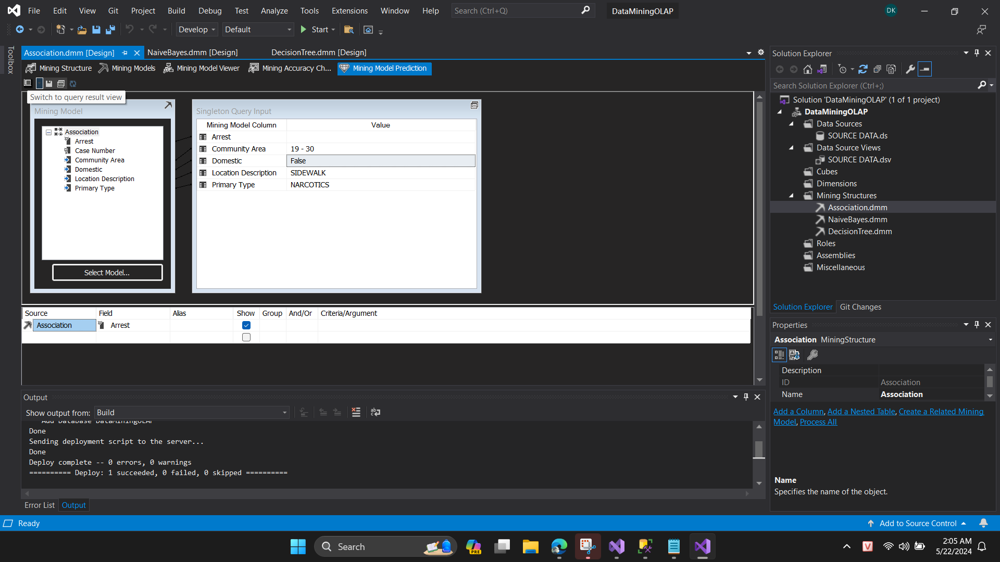 File Edit View Git Project Build Debug Test Analyze Tools Extensions Window Help Search (Ctrl+Q) DataMiningOLAP DK
Develop Default Start
Toolbox
Association.dmm [Design] NaiveBayes.dmm [Design] DecisionTree.dmm [Design]
Mining Structure Mining Models Mining Model Viewer Mining Accuracy Ch... Mining Model Prediction
Switch to query result view
Mining Model
Association
Arrest
Case Number
Community Area
Domestic
Location Description
Primary Type
Select Model...
Singleton Query Input
Mining Model Column Value
Arrest
Community Area 19 - 30
Domestic False
Location Description SIDEWALK
Primary Type NARCOTICS
Source Field Alias Show Group And/Or Criteria/Argument
Association Arrest
Output
Show output from: Build
Add Database DataMiningOLAP
Done
Sending deployment script to the server...
Done
Deploy complete -- 0 errors, 0 warnings
========== Deploy: 1 succeeded, 0 failed, 0 skipped ==========
Error List Output
Solution Explorer
Search Solution Explorer (Ctrl+;)
Solution 'DataMiningOLAP' (1 of 1 project)
DataMiningOLAP
Data Sources
SOURCE DATA.ds
Data Source Views
SOURCE DATA.dsv
Cubes
Dimensions
Mining Structures
Association.dmm
NaiveBayes.dmm
DecisionTree.dmm
Roles
Assemblies
Miscellaneous
Solution Explorer Git Changes
Properties
Association MiningStructure
Description
ID Association
Name Association
Add a Column, Add a Nested Table, Create a Related Mining
Model, Process All
Name
Specifies the name of the object.
Ready Add to Source Control
Search PRE V 2:05 AM
5/22/2024